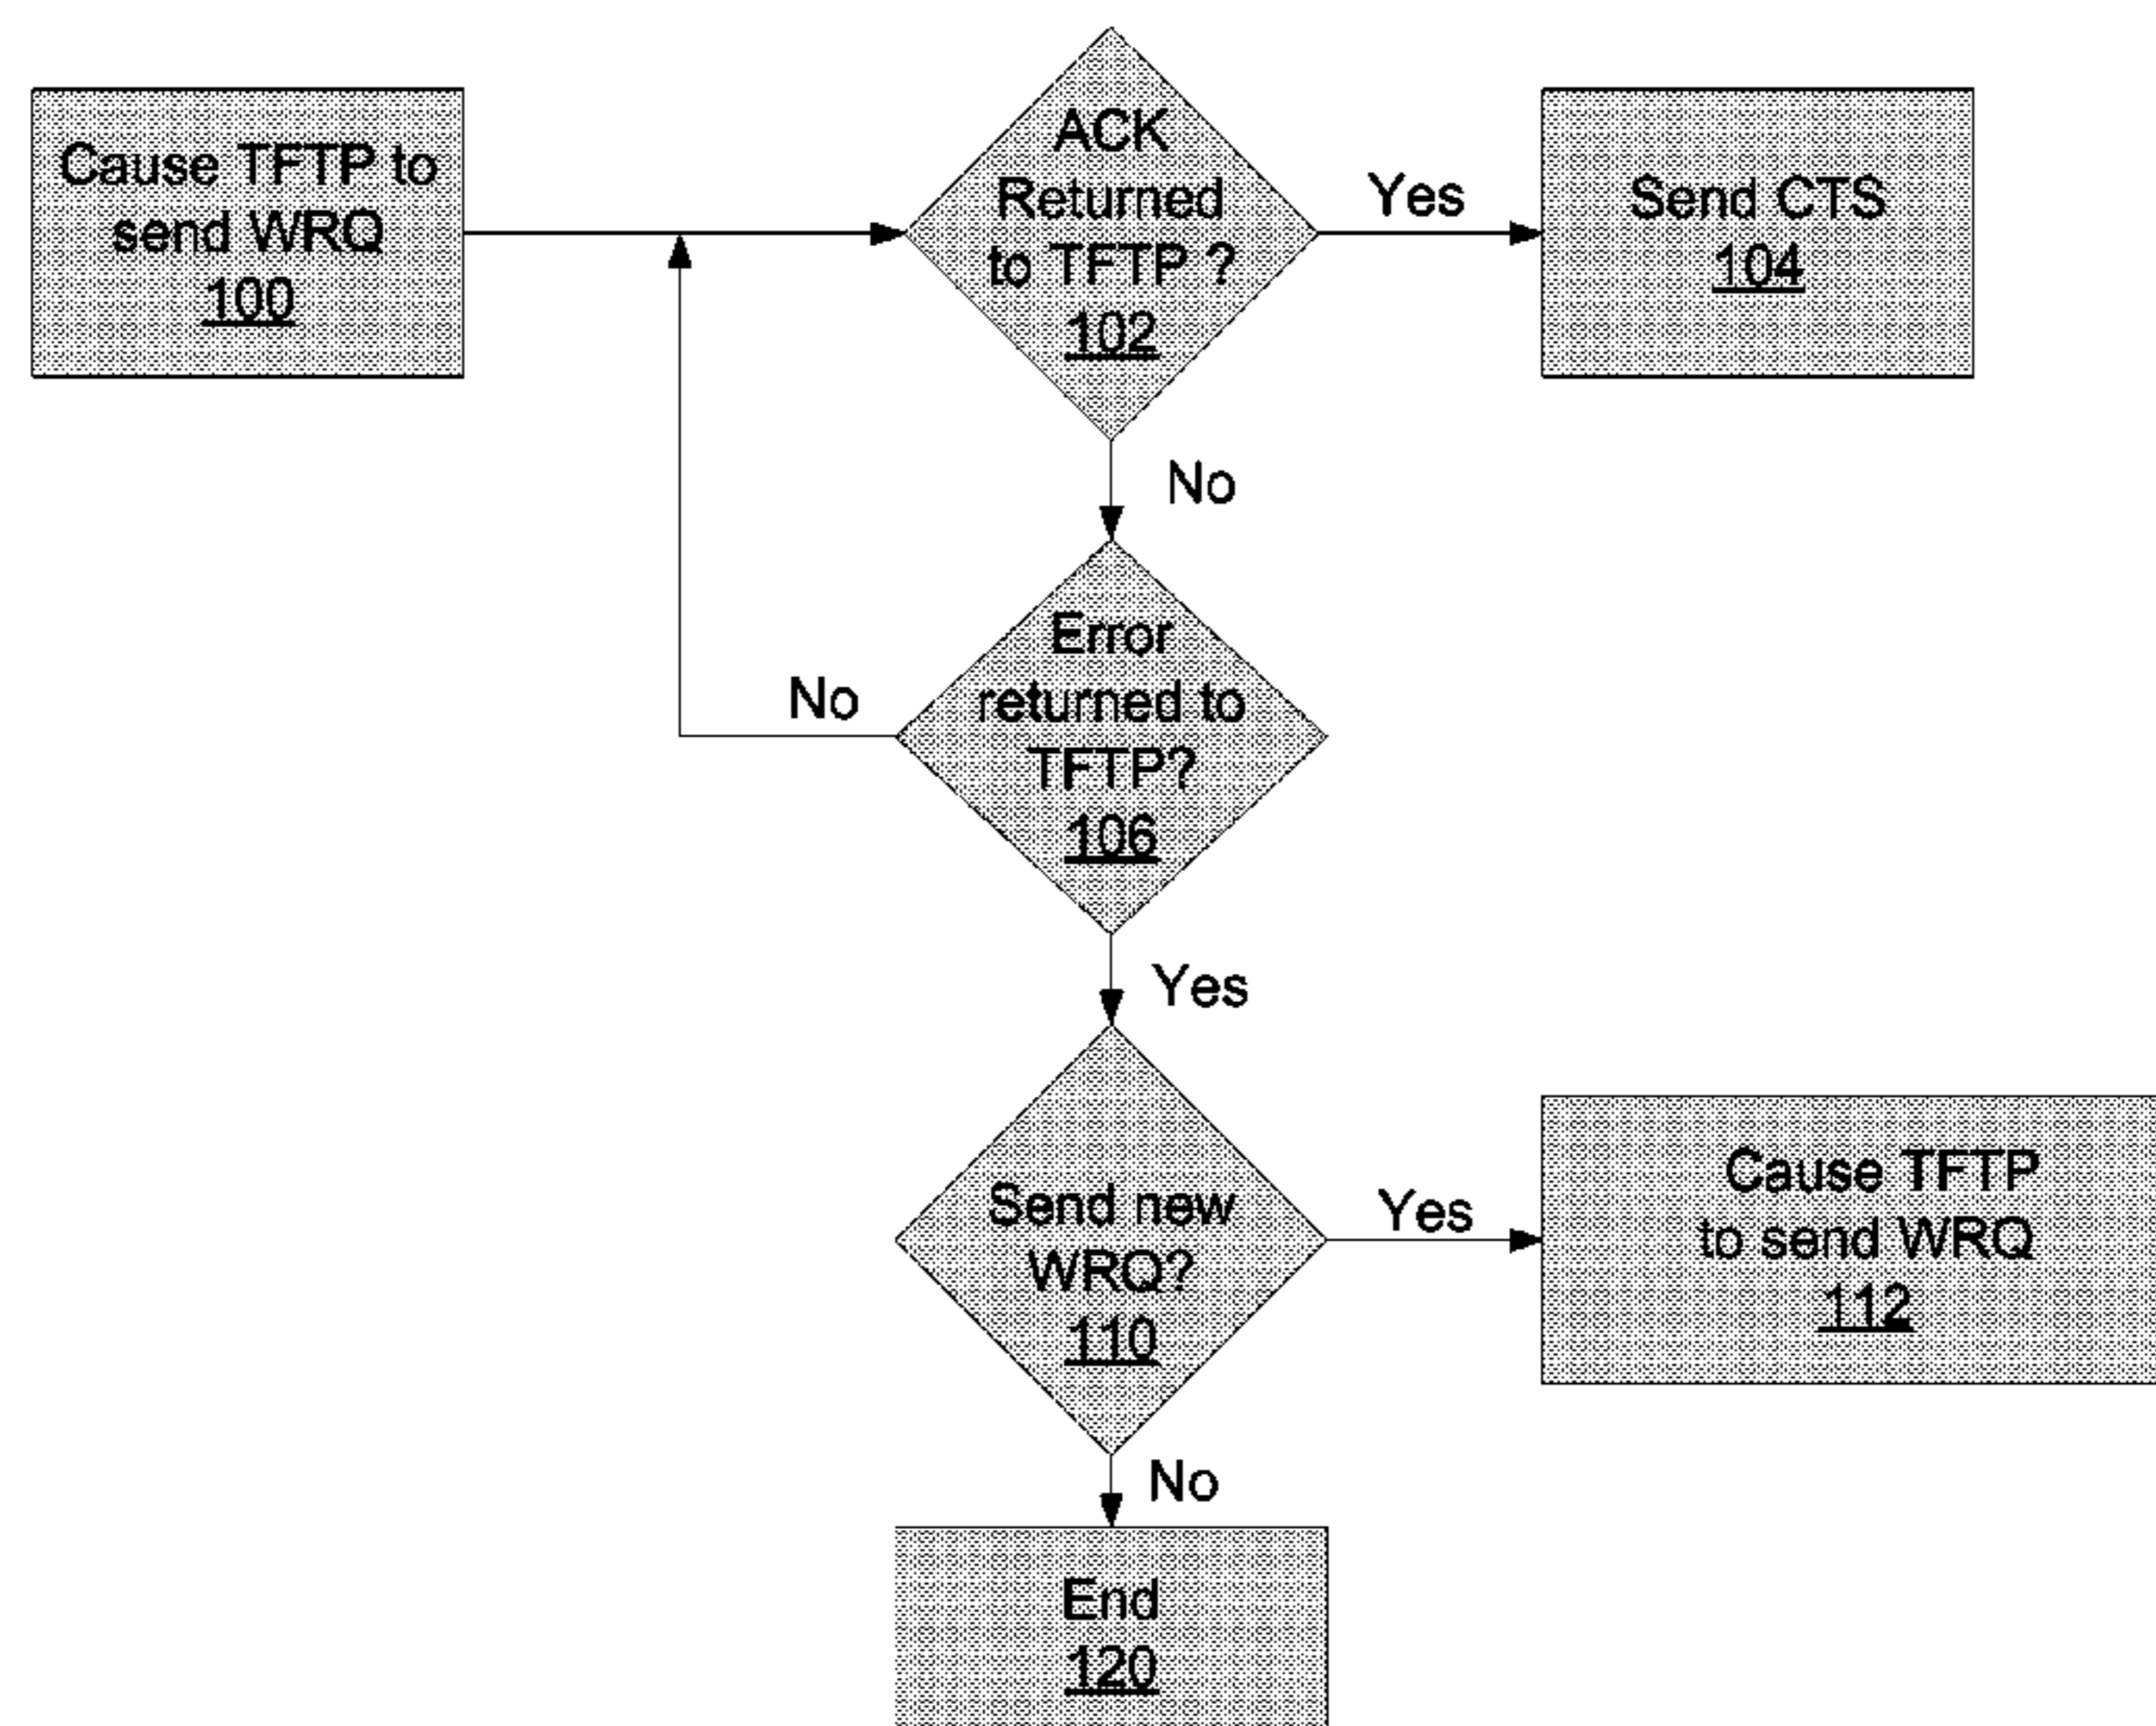 Cause TFTP to
send WRQ
100
ACK
Returned
to TFTP ?
102
Yes
Send CTS
104
No
Error
returned to
TFTP?
106
No
Yes
Send new
WRQ?
110
Yes
Cause TFTP
to send WRQ
112
No
End
120